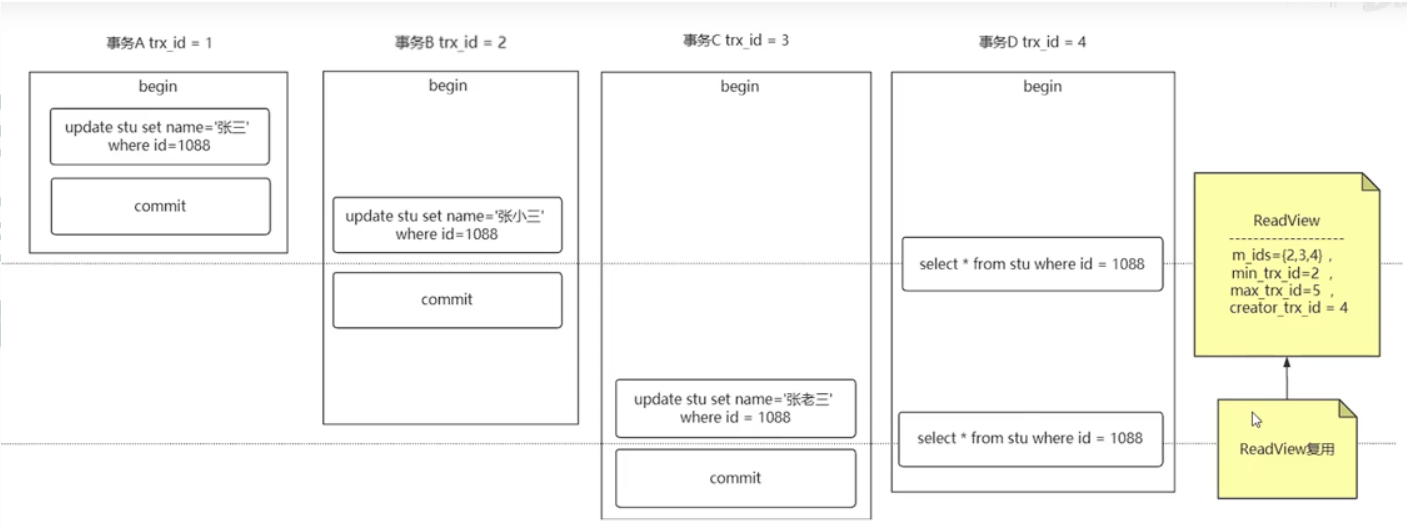 事务A trx_id = 1
begin
update stu set name='张三'
where id=1088
commit
事务B trx_id = 2
begin
update stu set name='张小三'
where id=1088
commit
事务C trx_id = 3
begin
update stu set name='张老三'
where id = 1088
commit
事务D trx_id = 4
begin
select * from stu where id = 1088
select * from stu where id = 1088
ReadView
-------------------
m_ids={2,3,4} ,
min_trx_id=2 ,
max_trx_id=5 ,
creator_trx_id = 4
ReadView复用